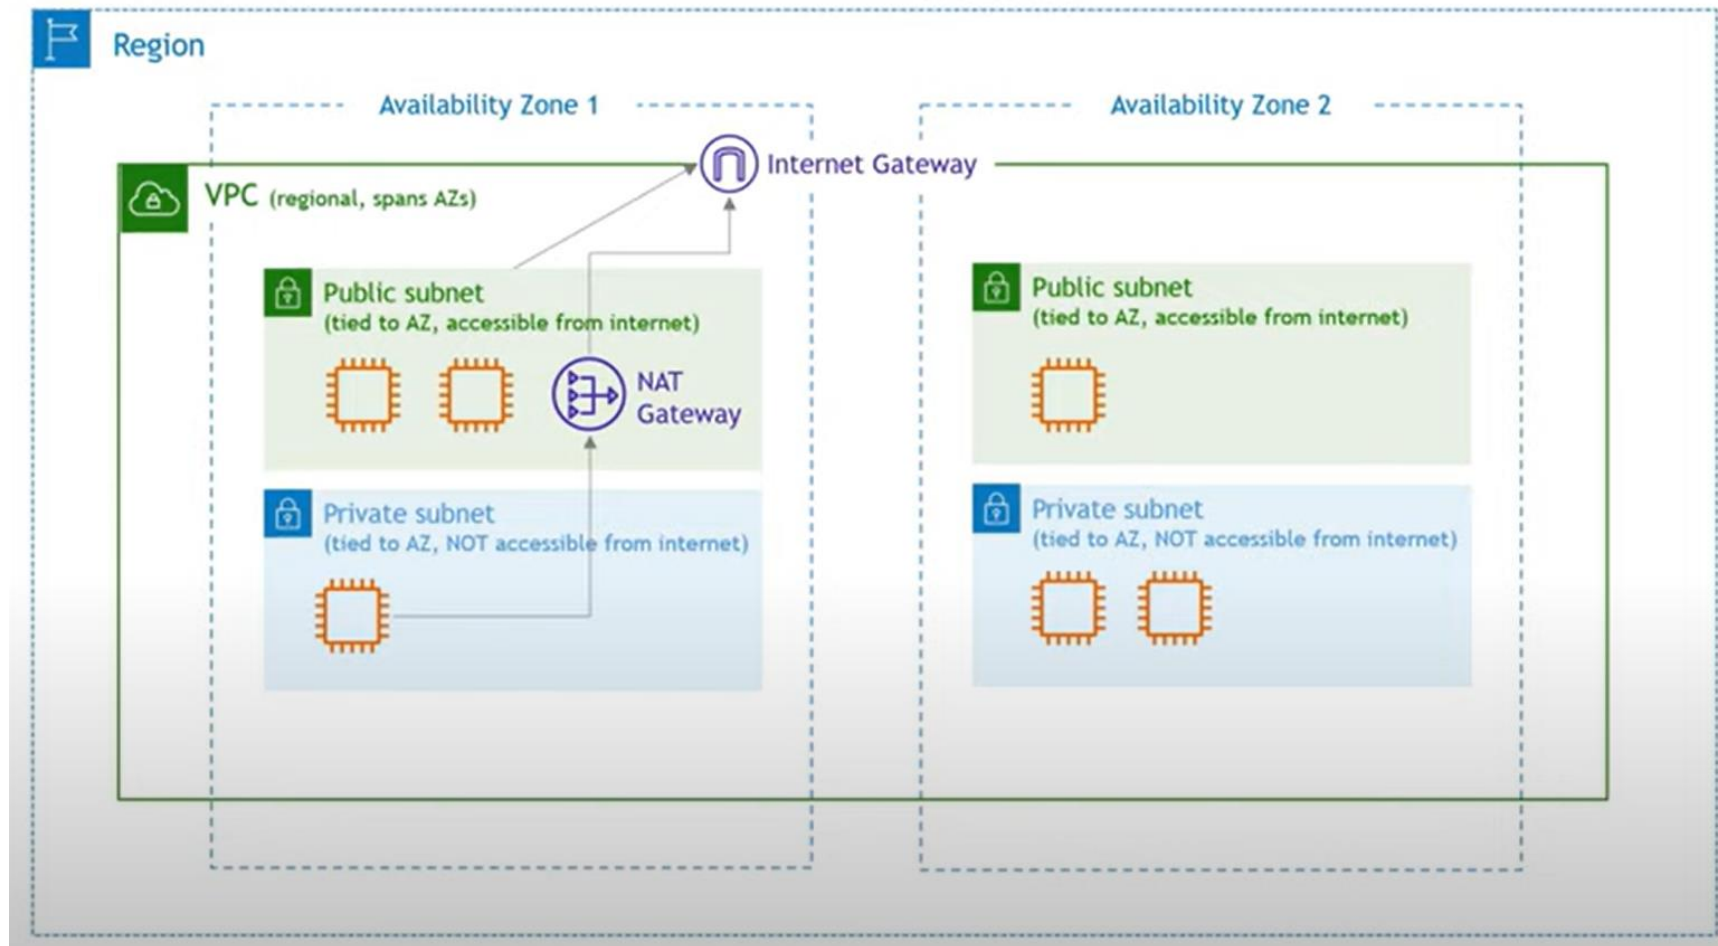 Region
Availability Zone 1
Availability Zone 2
Internet Gateway
VPC (regional, spans AZs)
Public subnet
(tied to AZ, accessible from internet)
NAT
Gateway
Private subnet
(tied to AZ, NOT accessible from internet)
Public subnet
(tied to AZ, accessible from internet)
Private subnet
(tied to AZ, NOT accessible from internet)